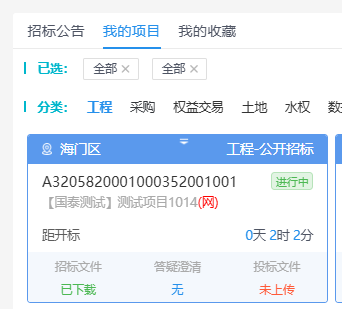 招标公告 我的项目 我的收藏
已选： 全部× 全部×
分类： 工程 采购 权益交易 土地 水权
海门区 工程-公开招标
A3205820001000352001001 进行中
【国泰测试】测试项目1014(网)
距开标 0天 2时 2分
招标文件 答疑澄清 投标文件
已下载 无 未上传